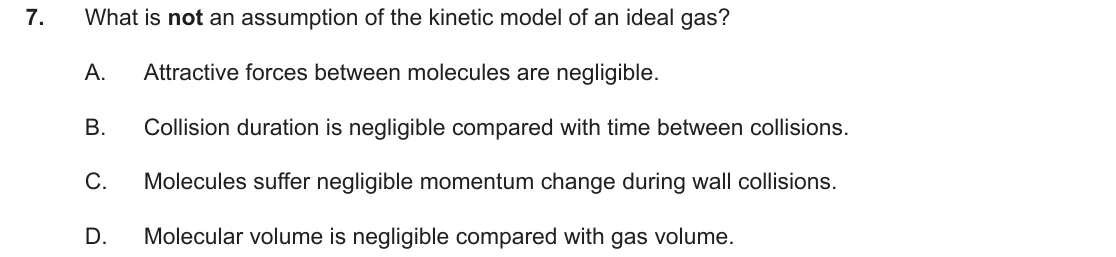 7. What is not an assumption of the kinetic model of an ideal gas?
A. Attractive forces between molecules are negligible.
B. Collision duration is negligible compared with time between collisions.
C. Molecules suffer negligible momentum change during wall collisions.
D. Molecular volume is negligible compared with gas volume.